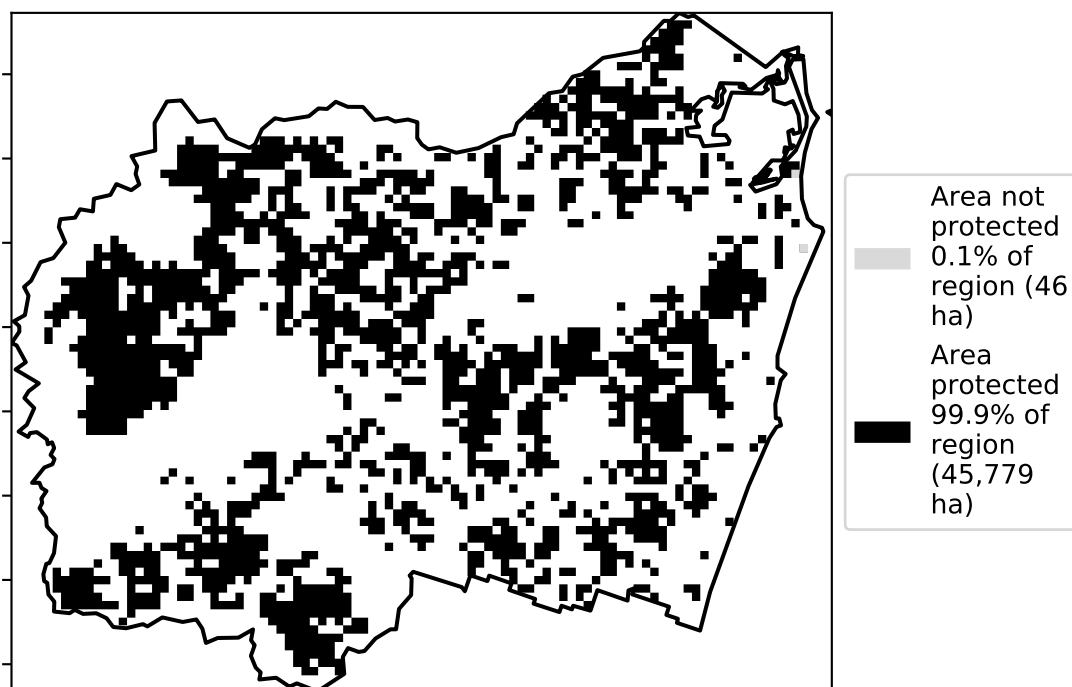 Area not
protected
0.1% of
region (46
ha)
Area
protected
99.9% of
region
(45,779
ha)